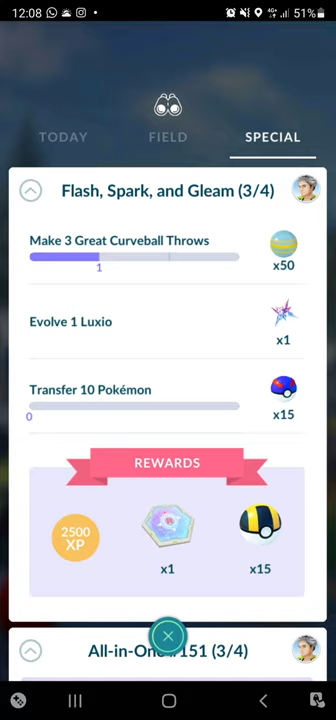 12:08
4G+
51%
TODAY
FIELD
SPECIAL
Flash, Spark, and Gleam (3/4)
Make 3 Great Curveball Throws
1
x50
Evolve 1 Luxio
x1
Transfer 10 Pokémon
0
x15
REWARDS
2500
XP
x1
x15
All-in-One #151 (3/4)